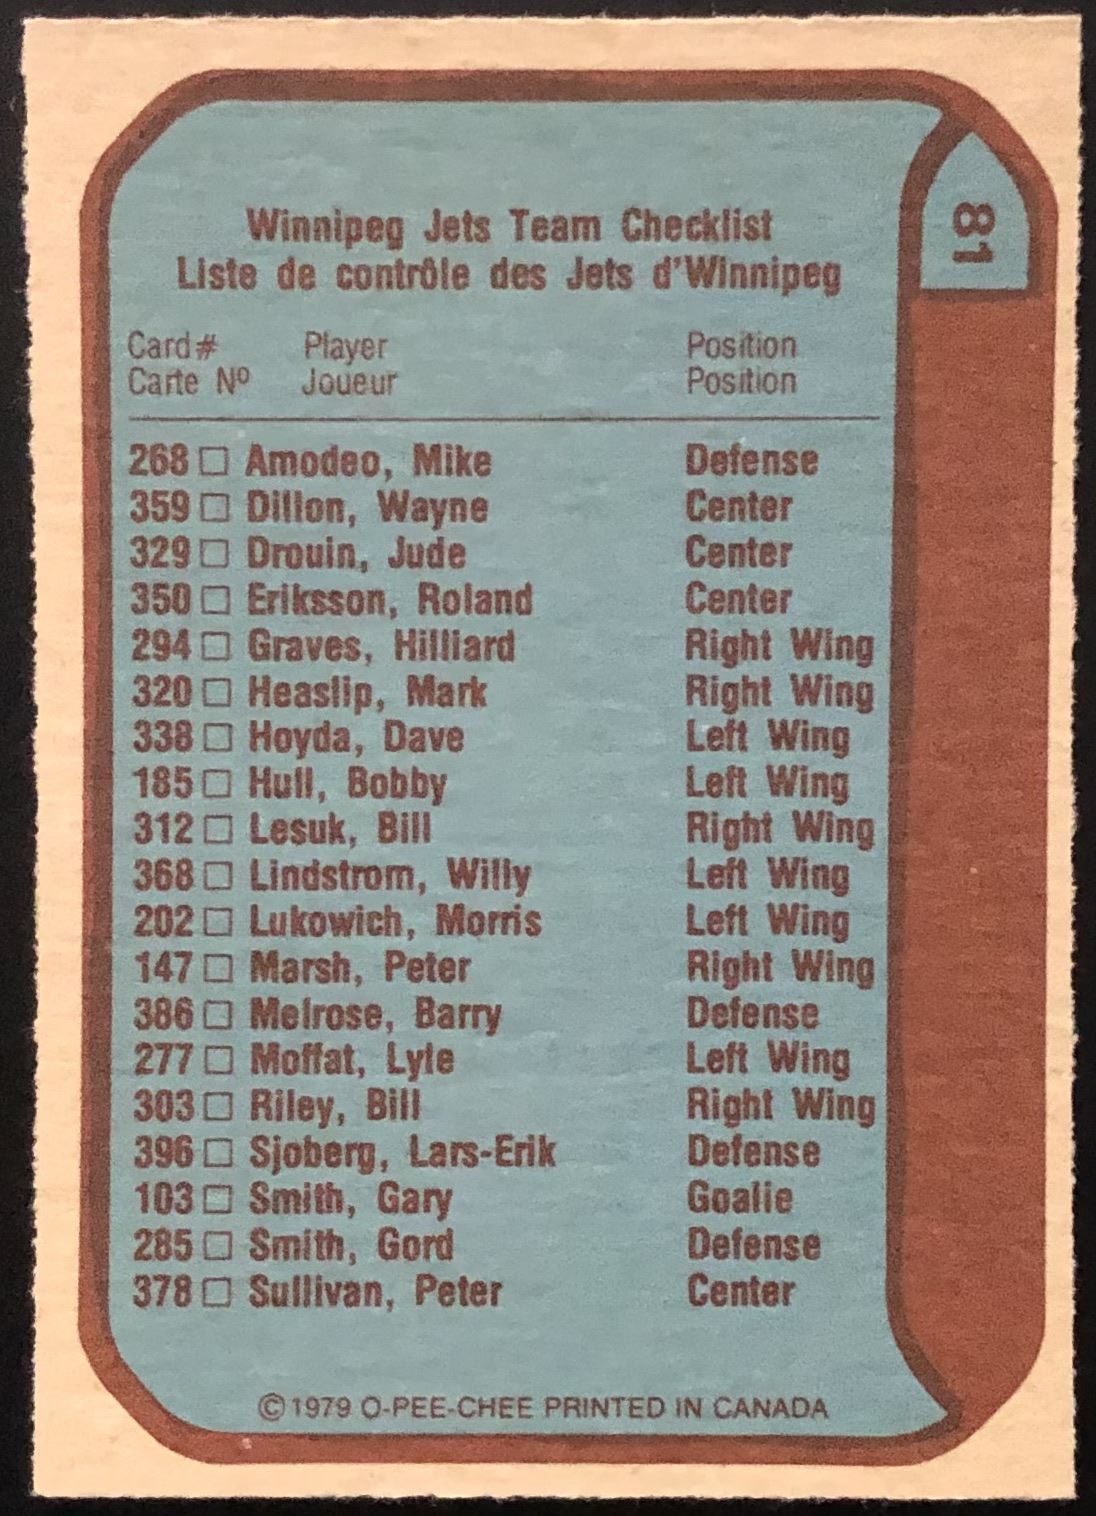 81
Winnipeg Jets Team Checklist
Liste de contrôle des Jets d'Winnipeg
Card# Player Position
Carte Nº Joueur Position
268 □ Amodeo, Mike Defense
359 □ Dillon, Wayne Center
329 □ Drouin, Jude Center
350 □ Eriksson, Roland Center
294 □ Graves, Hilliard Right Wing
320 □ Heaslip, Mark Right Wing
338 □ Hoyda, Dave Left Wing
185 □ Hull, Bobby Left Wing
312 □ Lesuk, Bill Right Wing
368 □ Lindstrom, Willy Left Wing
202 □ Lukowich, Morris Left Wing
147 □ Marsh, Peter Right Wing
386 □ Melrose, Barry Defense
277 □ Moffat, Lyle Left Wing
303 □ Riley, Bill Right Wing
396 □ Sjoberg, Lars-Erik Defense
103 □ Smith, Gary Goalie
285 □ Smith, Gord Defense
378 □ Sullivan, Peter Center
©1979 O-PEE-CHEE PRINTED IN CANADA